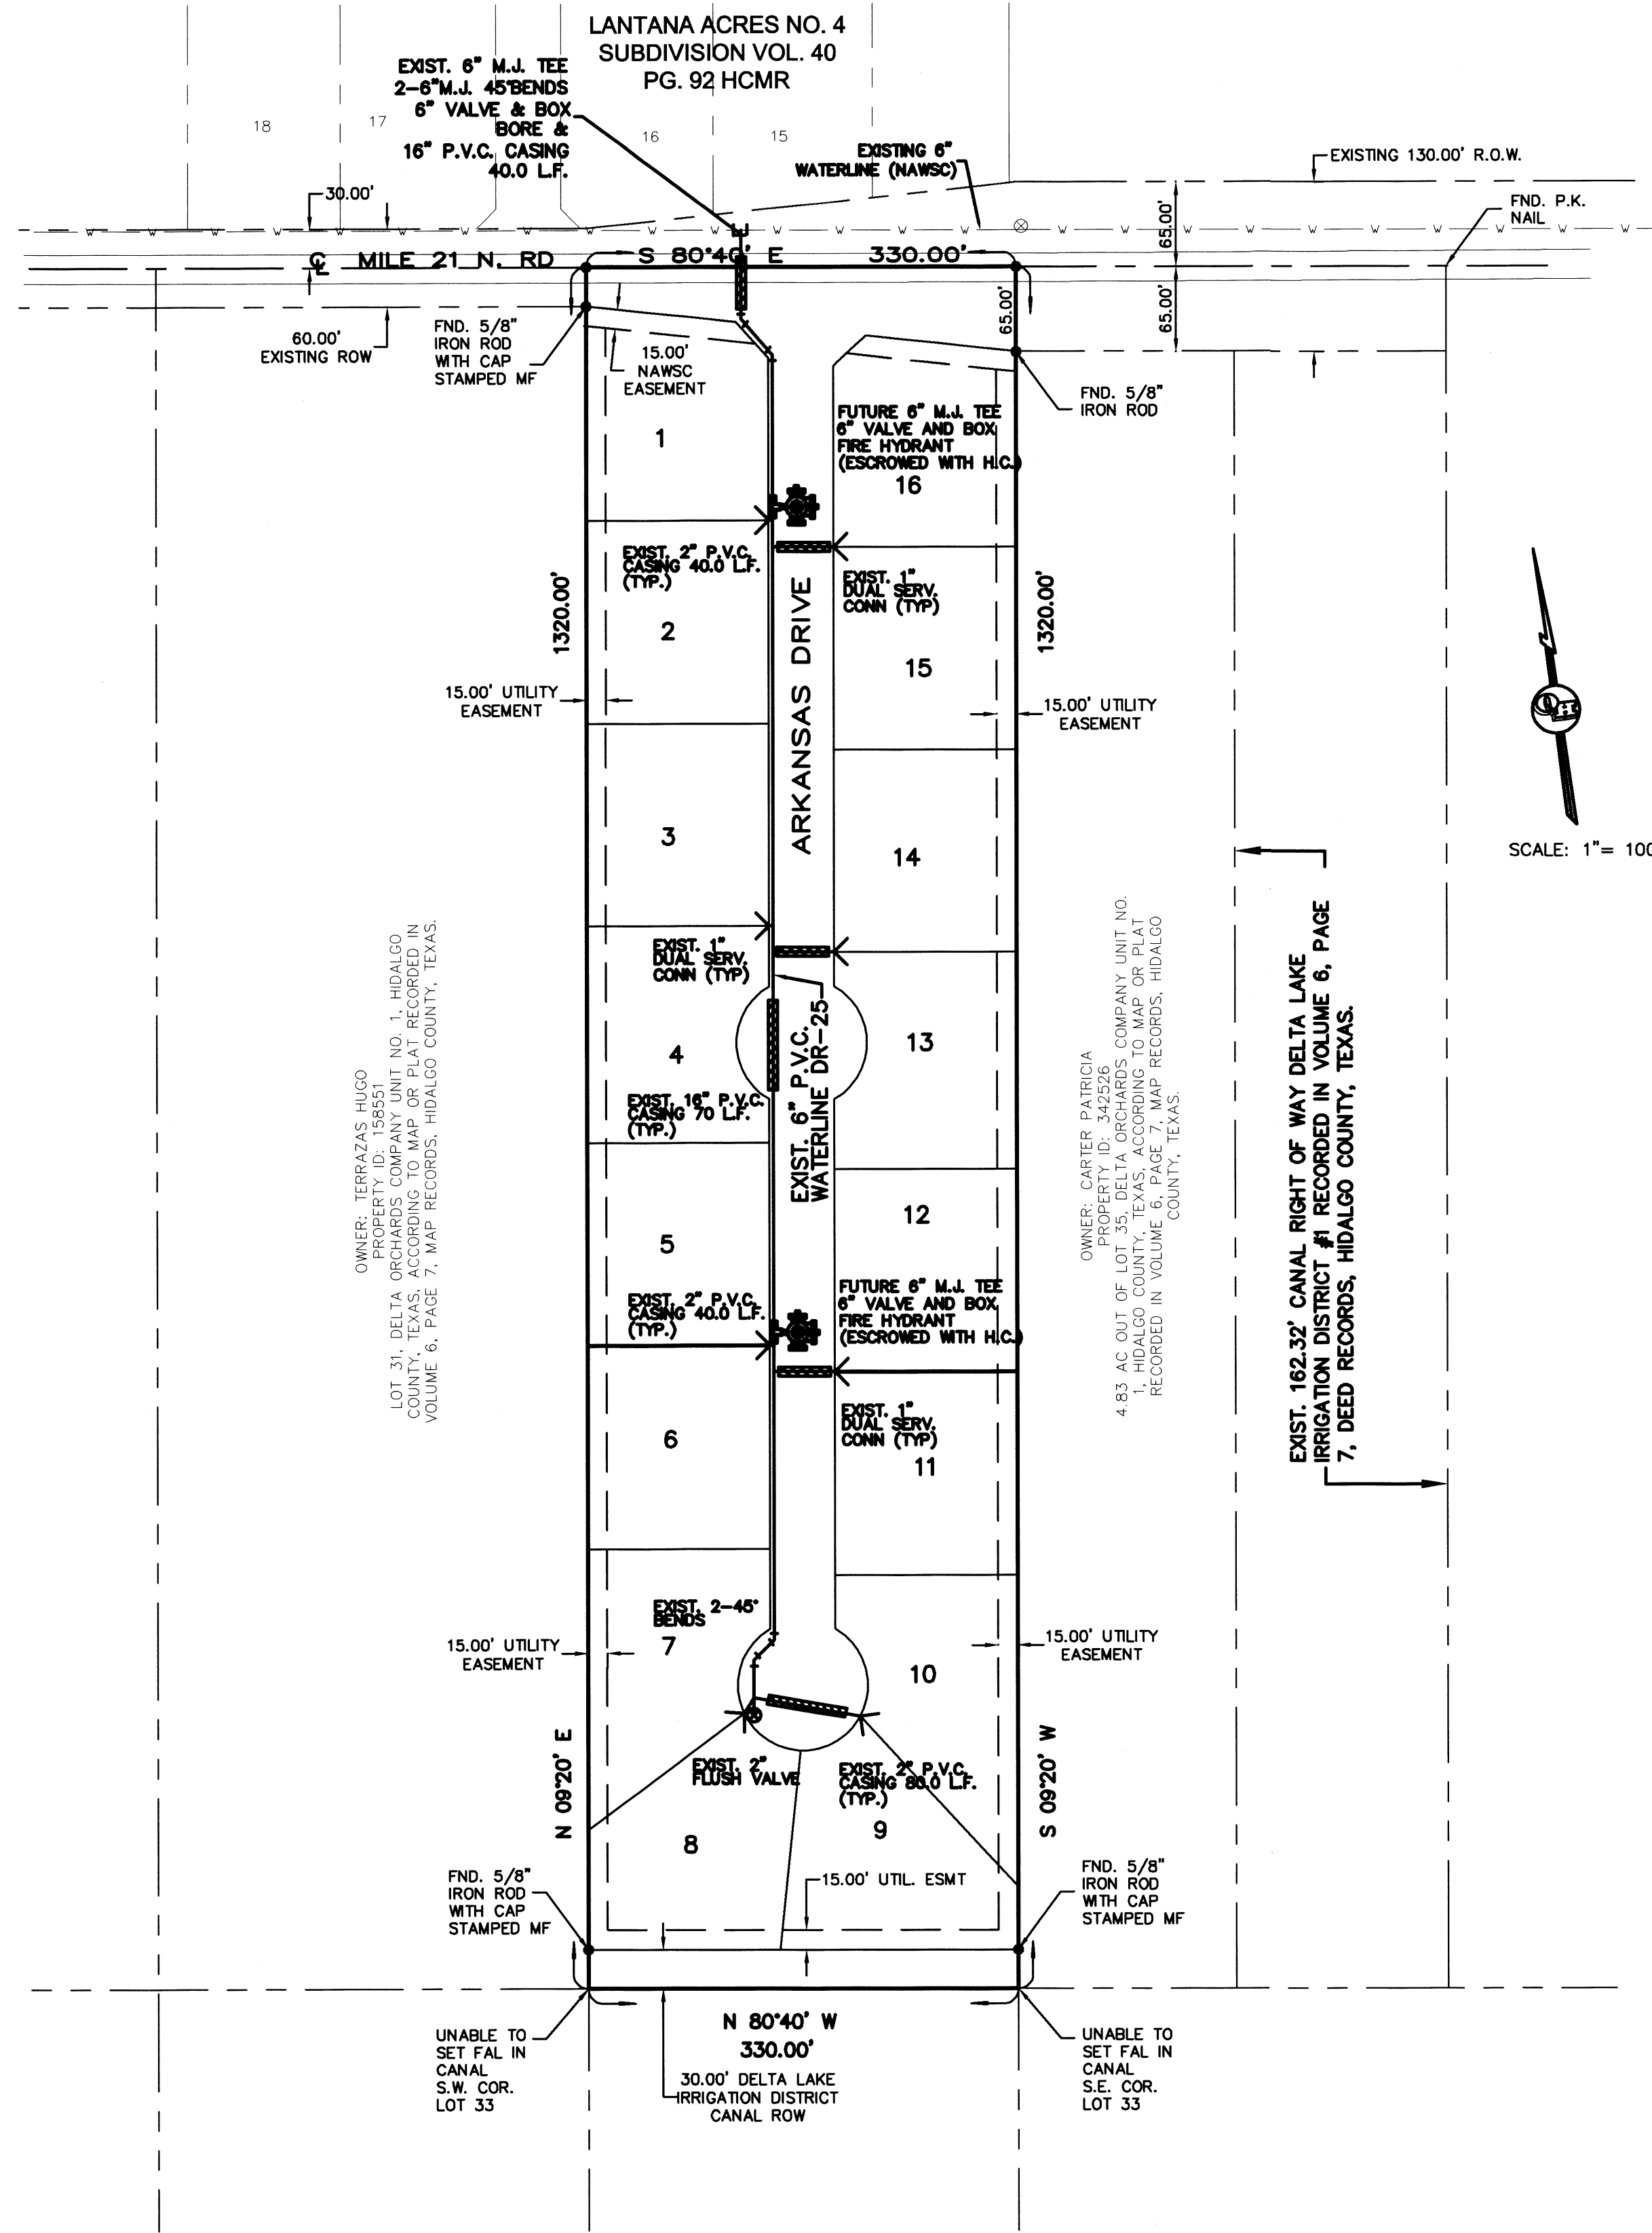 LANTANA ACRES NO. 4
SUBDIVISION VOL. 40
PG. 92 HCMR
EXIST. 6" M.J. TEE
2-6"M.J. 45°BENDS
6" VALVE & BOX
BORE &
16" P.V.C. CASING
40.0 L.F.
18
17
16
15
EXISTING 6"
WATERLINE (NAWSC)
EXISTING 130.00' R.O.W.
FND. P.K.
NAIL
30.00'
65.00'
W W W W W W W W W W W W W W W W W W W W W W W W W
℄ MILE 21 N. RD
S 80°40' E 330.00'
65.00'
65.00'
60.00'
EXISTING ROW
FND. 5/8"
IRON ROD
WITH CAP
STAMPED MF
15.00'
NAWSC
EASEMENT
FND. 5/8"
IRON ROD
1
FUTURE 6" M.J. TEE
6" VALVE AND BOX
FIRE HYDRANT
(ESCROWED WITH H.C.)
16
EXIST. 2" P.V.C.
CASING 40.0 L.F.
(TYP.)
EXIST. 1"
DUAL SERV.
CONN (TYP)
1320.00'
1320.00'
ARKANSAS DRIVE
2
15
15.00' UTILITY
EASEMENT
15.00' UTILITY
EASEMENT
3
14
SCALE: 1"= 100
EXIST. 1"
DUAL SERV.
CONN (TYP)
4
13
EXIST. 16" P.V.C.
CASING 70 L.F.
(TYP.)
EXIST. 6" P.V.C.
WATERLINE DR-25
OWNER: TERRAZAS HUGO
PROPERTY ID: 158551
LOT 31, DELTA ORCHARDS COMPANY UNIT NO. 1, HIDALGO
COUNTY, TEXAS, ACCORDING TO MAP OR PLAT RECORDED IN
VOLUME 6, PAGE 7, MAP RECORDS, HIDALGO COUNTY, TEXAS.
OWNER: CARTER PATRICIA
PROPERTY ID: 342526
4.83 AC OUT OF LOT 35, DELTA ORCHARDS COMPANY UNIT NO.
1, HIDALGO COUNTY, TEXAS, ACCORDING TO MAP OR PLAT
RECORDED IN VOLUME 6, PAGE 7, MAP RECORDS, HIDALGO
COUNTY, TEXAS.
EXIST. 162.32' CANAL RIGHT OF WAY DELTA LAKE
IRRIGATION DISTRICT #1 RECORDED IN VOLUME 6, PAGE
7, DEED RECORDS, HIDALGO COUNTY, TEXAS.
5
12
EXIST. 2" P.V.C.
CASING 40.0 L.F.
(TYP.)
FUTURE 6" M.J. TEE
6" VALVE AND BOX
FIRE HYDRANT
(ESCROWED WITH H.C.)
EXIST. 1"
DUAL SERV.
CONN (TYP)
6
11
EXIST. 2-45°
BENDS
7
10
15.00' UTILITY
EASEMENT
15.00' UTILITY
EASEMENT
N 09°20' E
S 09°20' W
EXIST. 2"
FLUSH VALVE
EXIST. 2" P.V.C.
CASING 80.0 L.F.
(TYP.)
8
9
15.00' UTIL. ESMT
FND. 5/8"
IRON ROD
WITH CAP
STAMPED MF
FND. 5/8"
IRON ROD
WITH CAP
STAMPED MF
N 80°40' W
330.00'
30.00' DELTA LAKE
IRRIGATION DISTRICT
CANAL ROW
UNABLE TO
SET FAL IN
CANAL
S.W. COR.
LOT 33
UNABLE TO
SET FAL IN
CANAL
S.E. COR.
LOT 33